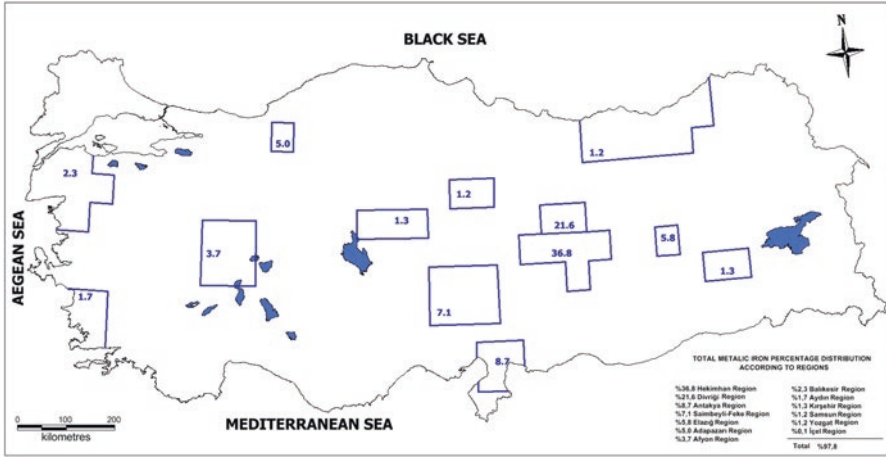 BLACK SEA
N
5.0
1.2
2.3
1.2
1.3
21.6
5.8
3.7
36.8
1.3
AEGEAN SEA
1.7
7.1
8.7
MEDITERRANEAN SEA
0 100 200
kilometres
TOTAL METALIC IRON PERCENTAGE DISTRIBUTION
ACCORDING TO REGIONS
%36,8 Hekimhan Region
%21,6 Divriği Region
%8,7 Antakya Region
%7,1 Saimbeyli-Feke Region
%5,8 Elazığ Region
%5,0 Adapazarı Region
%3,7 Afyon Region
%2,3 Balıkesir Region
%1,7 Aydın Region
%1,3 Kırşehir Region
%1,2 Samsun Region
%1,2 Yozgat Region
%0,1 İçel Region
Total %97,8